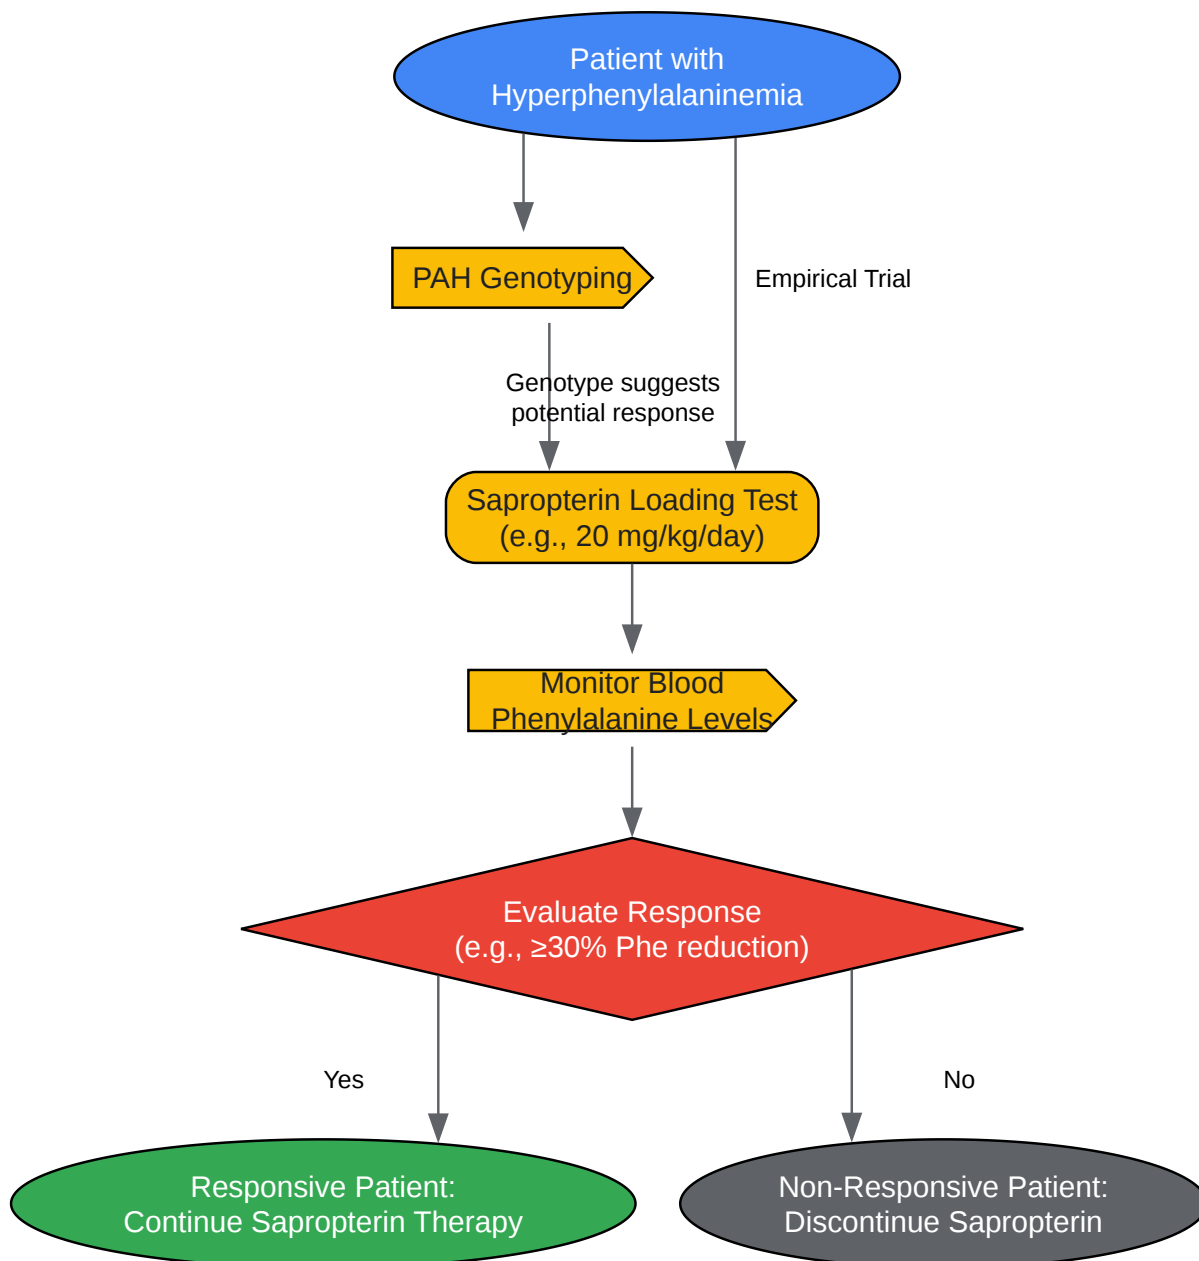 Patient with
Hyperphenylalaninemia
PAH Genotyping
Empirical Trial
Genotype suggests
potential response
Sapropterin Loading Test
(e.g., 20 mg/kg/day)
Monitor Blood
Phenylalanine Levels
Evaluate Response
(e.g., ≥30% Phe reduction)
Yes
No
Responsive Patient:
Continue Sapropterin Therapy
Non-Responsive Patient:
Discontinue Sapropterin